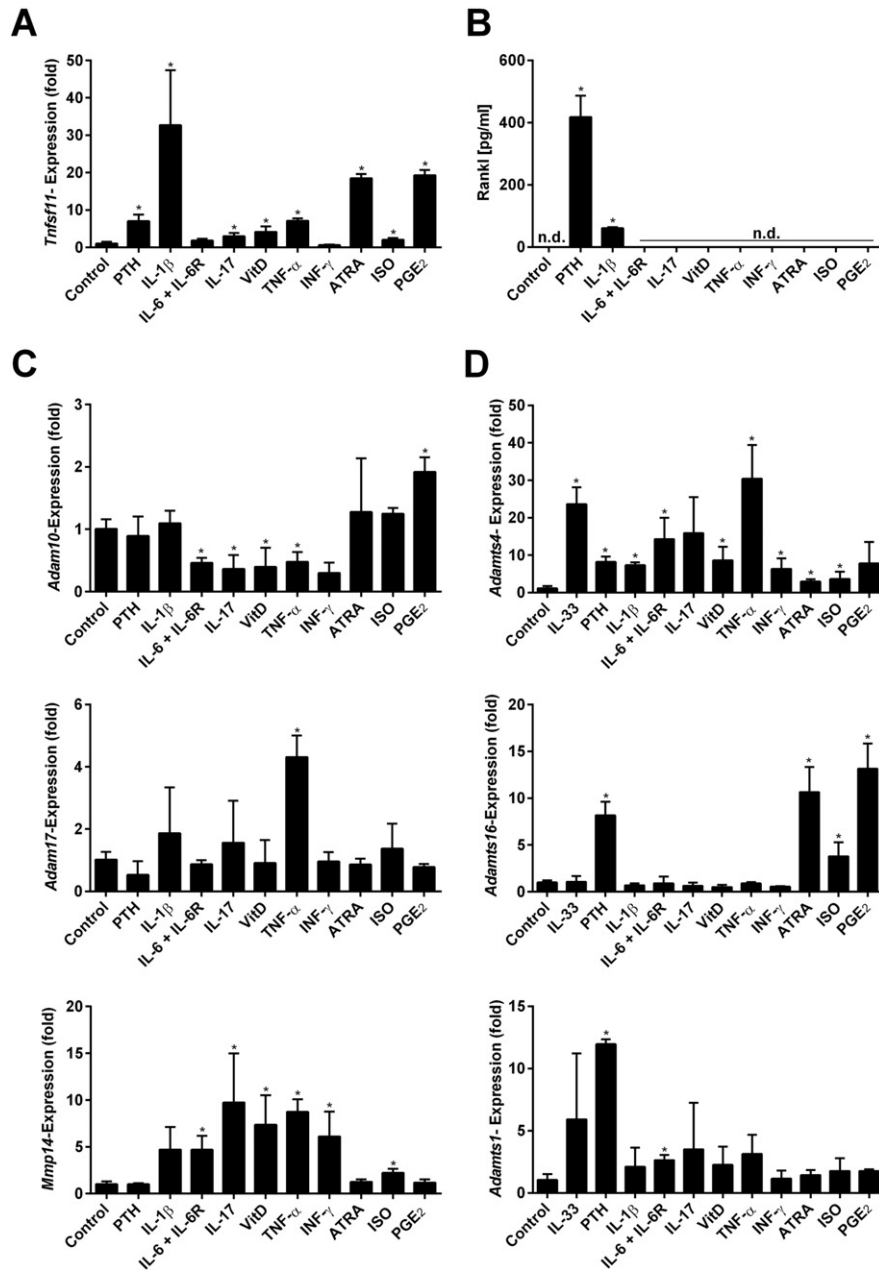 A
Tnfsf11- Expression (fold)
50
40
30
20
10
0
*
*
*
*
*
*
*
*
Control
PTH
IL-1β
IL-6 + IL-6R
IL-17
VitD
TNF-α
INF-γ
ATRA
ISO
PGE2
B
Rankl [pg/ml]
600
400
200
0
*
*
n.d.
n.d.
Control
PTH
IL-1β
IL-6 + IL-6R
IL-17
VitD
TNF-α
INF-γ
ATRA
ISO
PGE2
C
Adam10-Expression (fold)
3
2
1
0
*
*
*
*
*
Control
PTH
IL-1β
IL-6 + IL-6R
IL-17
VitD
TNF-α
INF-γ
ATRA
ISO
PGE2
Adam17-Expression (fold)
6
4
2
0
*
Control
PTH
IL-1β
IL-6 + IL-6R
IL-17
VitD
TNF-α
INF-γ
ATRA
ISO
PGE2
Mmp14-Expression (fold)
20
15
10
5
0
*
*
*
*
*
*
Control
PTH
IL-1β
IL-6 + IL-6R
IL-17
VitD
TNF-α
INF-γ
ATRA
ISO
PGE2
D
Adamts4- Expression (fold)
50
40
30
20
10
0
*
*
*
*
*
*
*
*
*
Control
IL-33
PTH
IL-1β
IL-6 + IL-6R
IL-17
VitD
TNF-α
INF-γ
ATRA
ISO
PGE2
Adamts16-Expression (fold)
20
15
10
5
0
*
*
*
*
Control
IL-33
PTH
IL-1β
IL-6 + IL-6R
IL-17
VitD
TNF-α
INF-γ
ATRA
ISO
PGE2
Adamts1-Expression (fold)
15
10
5
0
*
*
Control
IL-33
PTH
IL-1β
IL-6 + IL-6R
IL-17
VitD
TNF-α
INF-γ
ATRA
ISO
PGE2